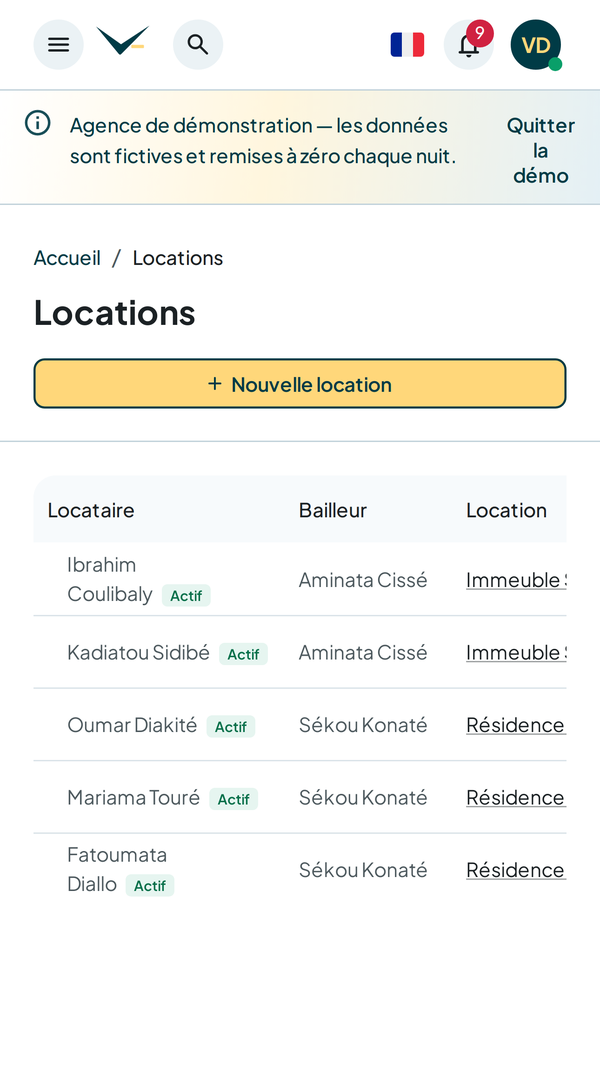 9
VD
Agence de démonstration — les données
sont fictives et remises à zéro chaque nuit.
Quitter
la
démo
Accueil / Locations
Locations
+ Nouvelle location
Locataire Bailleur Location
Ibrahim
Coulibaly Actif Aminata Cissé Immeuble
Kadiatou Sidibé Actif Aminata Cissé Immeuble
Oumar Diakité Actif Sékou Konaté Résidence
Mariama Touré Actif Sékou Konaté Résidence
Fatoumata
Diallo Actif Sékou Konaté Résidence